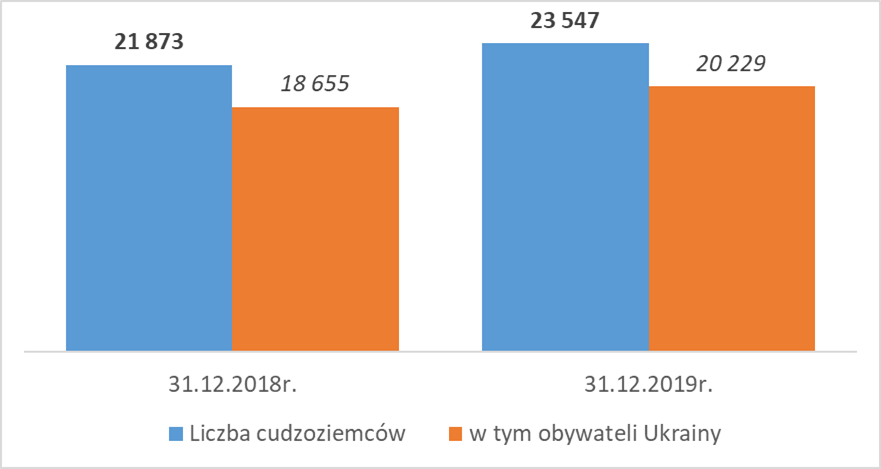 21 873
18 655
23 547
20 229
31.12.2018r.
31.12.2019r.
Liczba cudzoziemców
w tym obywateli Ukrainy